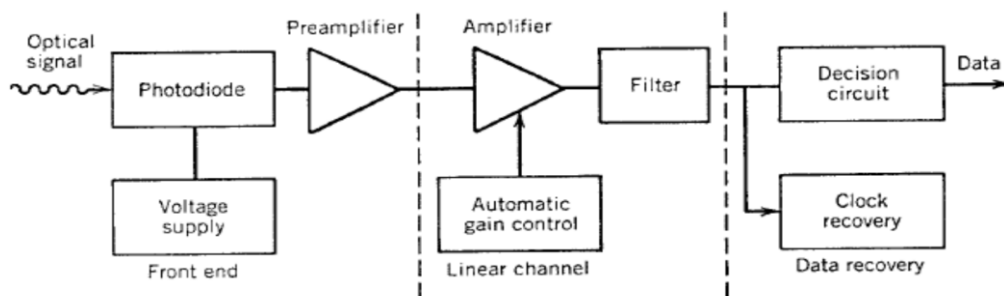 Optical
signal
Photodiode
Voltage
supply
Front end
Preamplifier
Amplifier
Automatic
gain control
Linear channel
Filter
Decision
circuit
Data
Clock
recovery
Data recovery